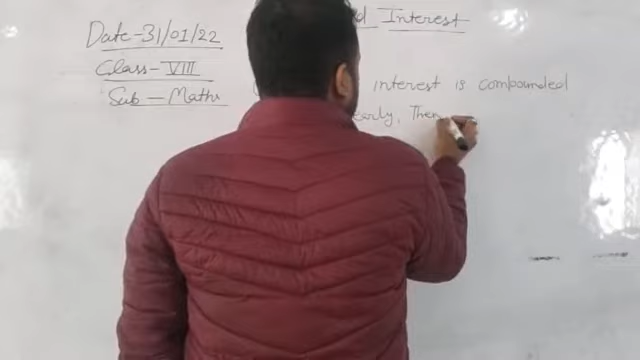 Date-31/01/22
Interest
Class-VIII
interest is compounded
Sub-Maths
Then